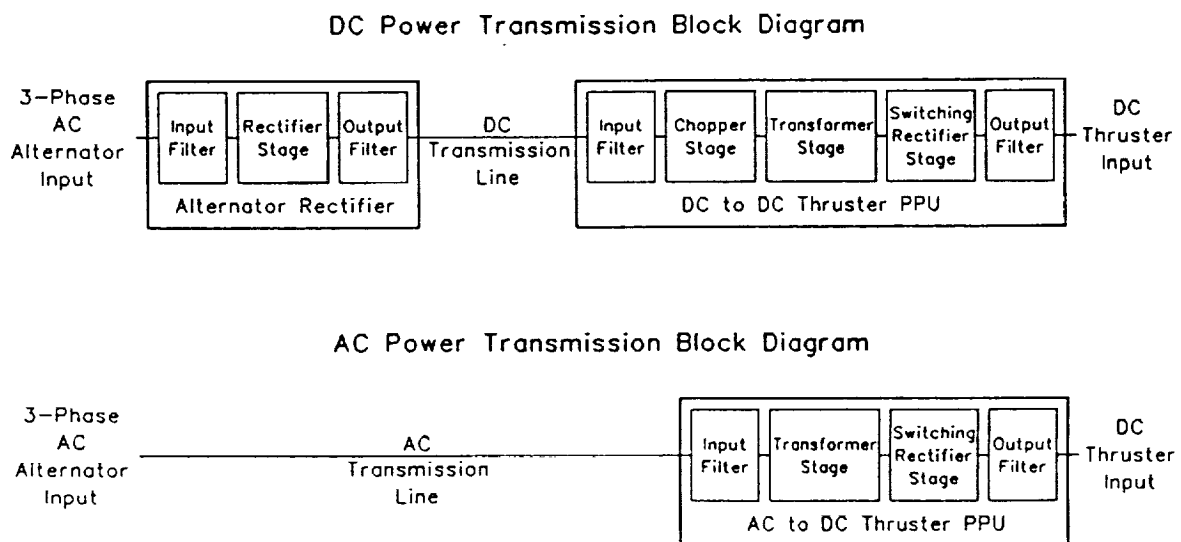 DC Power Transmission Block Diagram
3-Phase
AC
Alternator
Input
Input
Filter
Rectifier
Stage
Output
Filter
Alternator Rectifier
DC
Transmission
Line
Input
Filter
Chopper
Stage
Transformer
Stage
Switching
Rectifier
Stage
Output
Filter
DC to DC Thruster PPU
DC
Thruster
Input
AC Power Transmission Block Diagram
3-Phase
AC
Alternator
Input
AC
Transmission
Line
Input
Filter
Transformer
Stage
Switching
Rectifier
Stage
Output
Filter
AC to DC Thruster PPU
DC
Thruster
Input